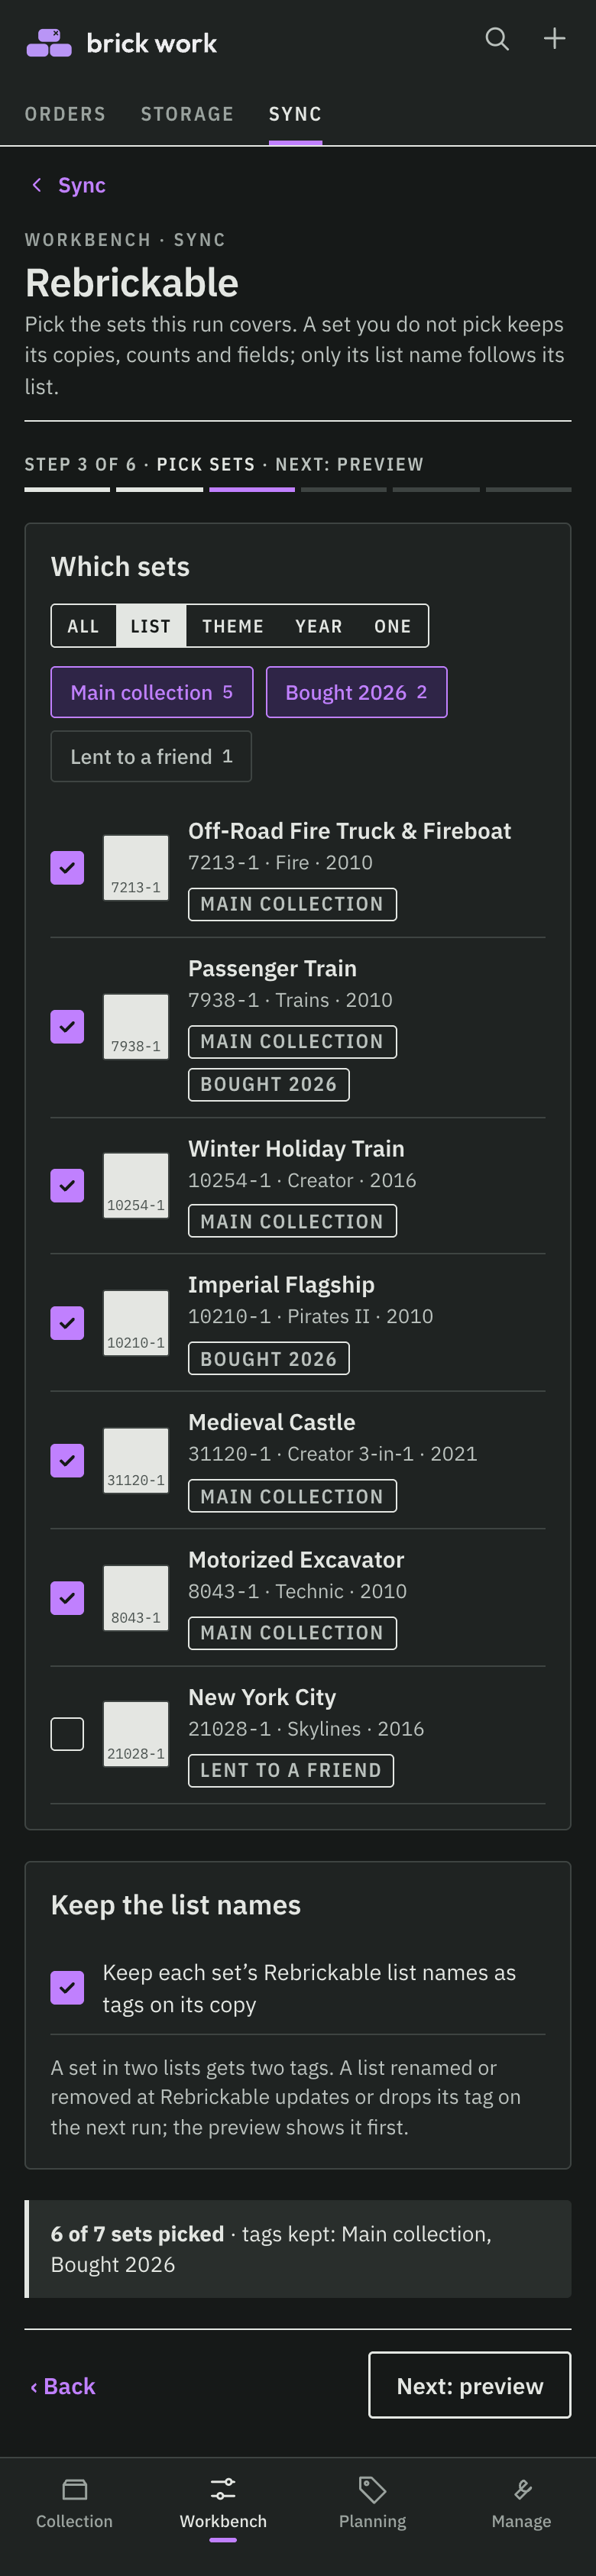 brick work
ORDERS STORAGE SYNC
Sync
WORKBENCH · SYNC
Rebrickable
Pick the sets this run covers. A set you do not pick keeps
its copies, counts and fields; only its list name follows its
list.
STEP 3 OF 6 · PICK SETS · NEXT: PREVIEW
Which sets
ALL LIST THEME YEAR ONE
Main collection 5 Bought 2026 2
Lent to a friend 1
Off-Road Fire Truck & Fireboat
7213-1
7213-1 · Fire · 2010
MAIN COLLECTION
Passenger Train
7938-1
7938-1 · Trains · 2010
MAIN COLLECTION
BOUGHT 2026
Winter Holiday Train
10254-1
10254-1 · Creator · 2016
MAIN COLLECTION
Imperial Flagship
10210-1
10210-1 · Pirates II · 2010
BOUGHT 2026
Medieval Castle
31120-1
31120-1 · Creator 3-in-1 · 2021
MAIN COLLECTION
Motorized Excavator
8043-1
8043-1 · Technic · 2010
MAIN COLLECTION
New York City
21028-1
21028-1 · Skylines · 2016
LENT TO A FRIEND
Keep the list names
Keep each set’s Rebrickable list names as
tags on its copy
A set in two lists gets two tags. A list renamed or
removed at Rebrickable updates or drops its tag on
the next run; the preview shows it first.
6 of 7 sets picked · tags kept: Main collection,
Bought 2026
‹ Back Next: preview
Collection Workbench Planning Manage